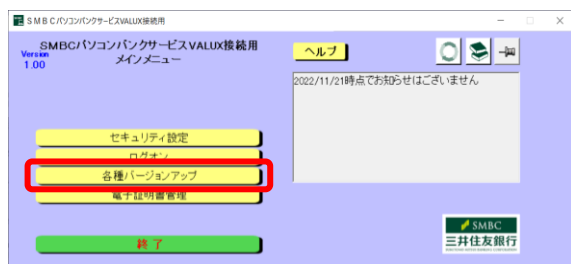 SMBCパソコンバンクサービスVALUX接続用
SMBCパソコンバンクサービスVALUX接続用
メインメニュー
Version
1.00
ヘルプ
2022/11/21時点でお知らせはございません
セキュリティ設定
ログオン
各種バージョンアップ
電子証明書管理
終了
SMBC
三井住友銀行